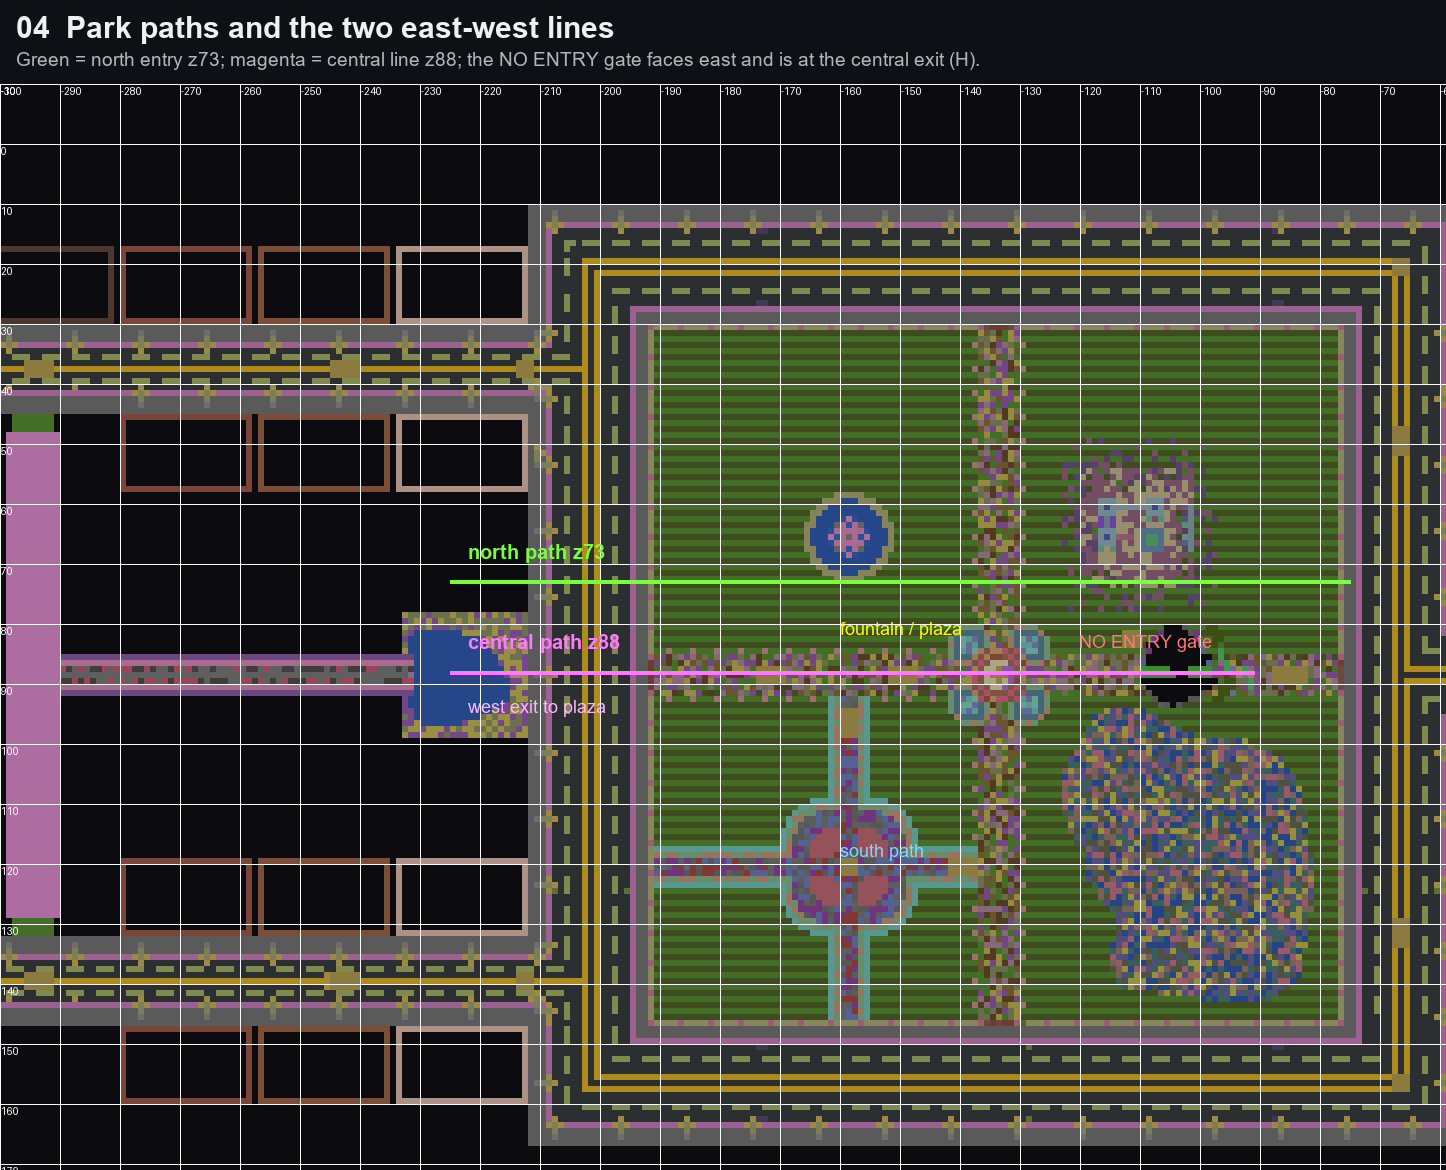 04 Park paths and the two east-west lines
Green = north entry z73; magenta = central line z88; the NO ENTRY gate faces east and is at the central exit (H).
-300 -290 -280 -270 -260 -250 -240 -230 -220 -210 -200 -190 -180 -170 -160 -150 -140 -130 -120 -110 -100 -90 -80 -70
0
10
20
30
40
50
60
north path z73
70
fountain / plaza
80
central path z88
NO ENTRY gate
90
west exit to plaza
100
110
south path
120
130
140
150
160